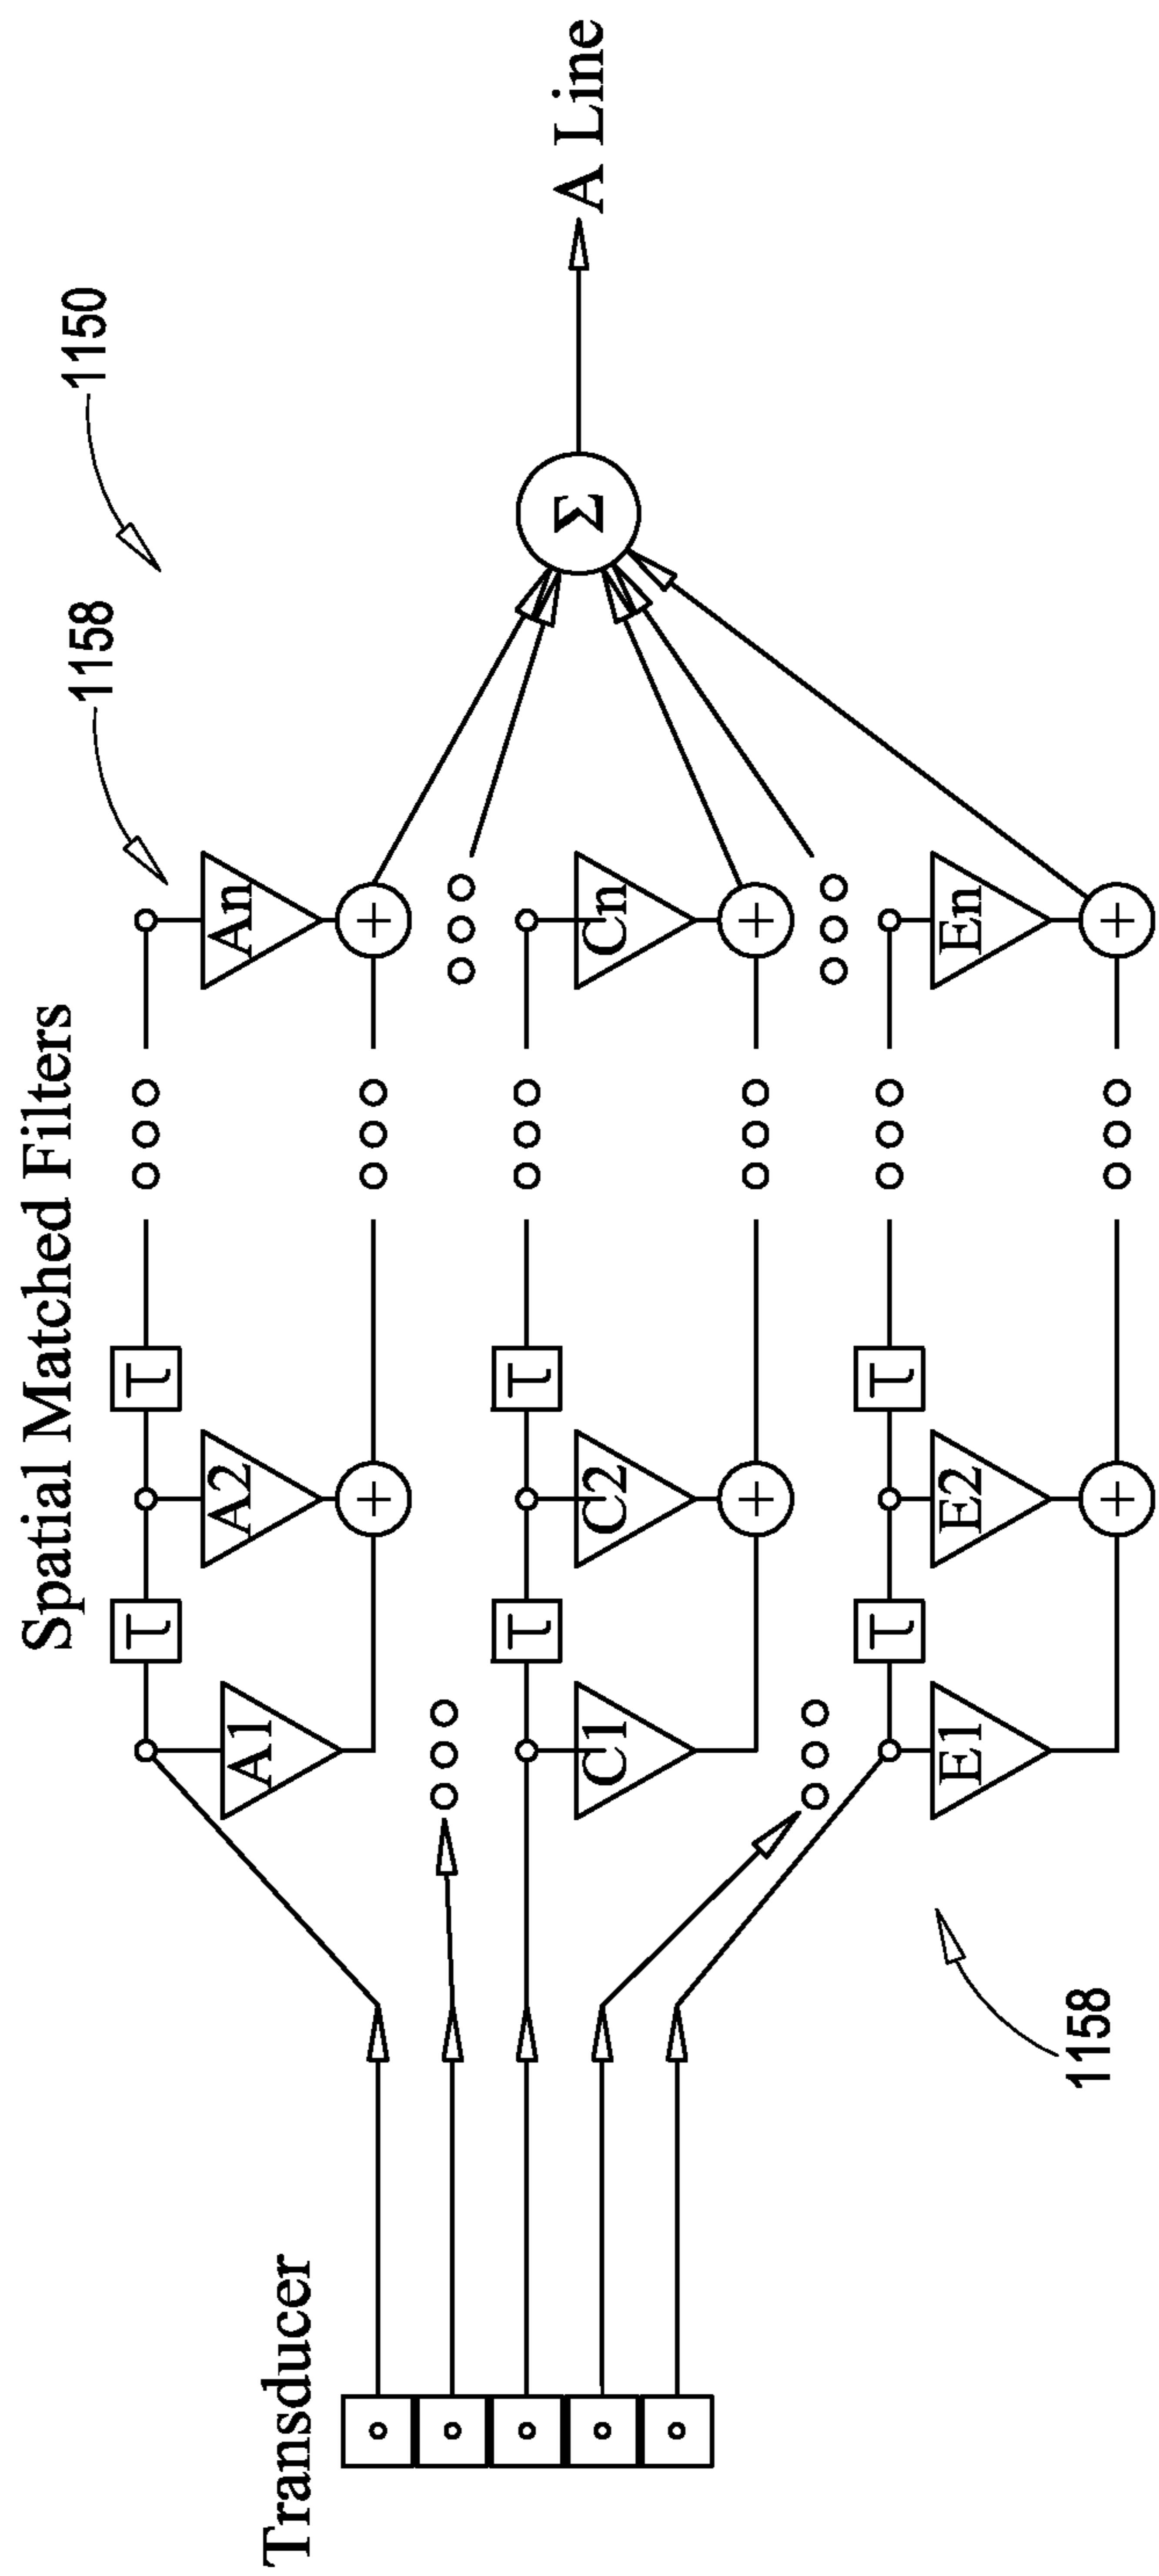 Spatial Matched Filters
1158
1150
Transducer
τ
τ
A1
A2
An
+
+
τ
τ
C1
C2
Cn
+
+
Σ
A Line
τ
τ
E1
E2
En
+
+
1158